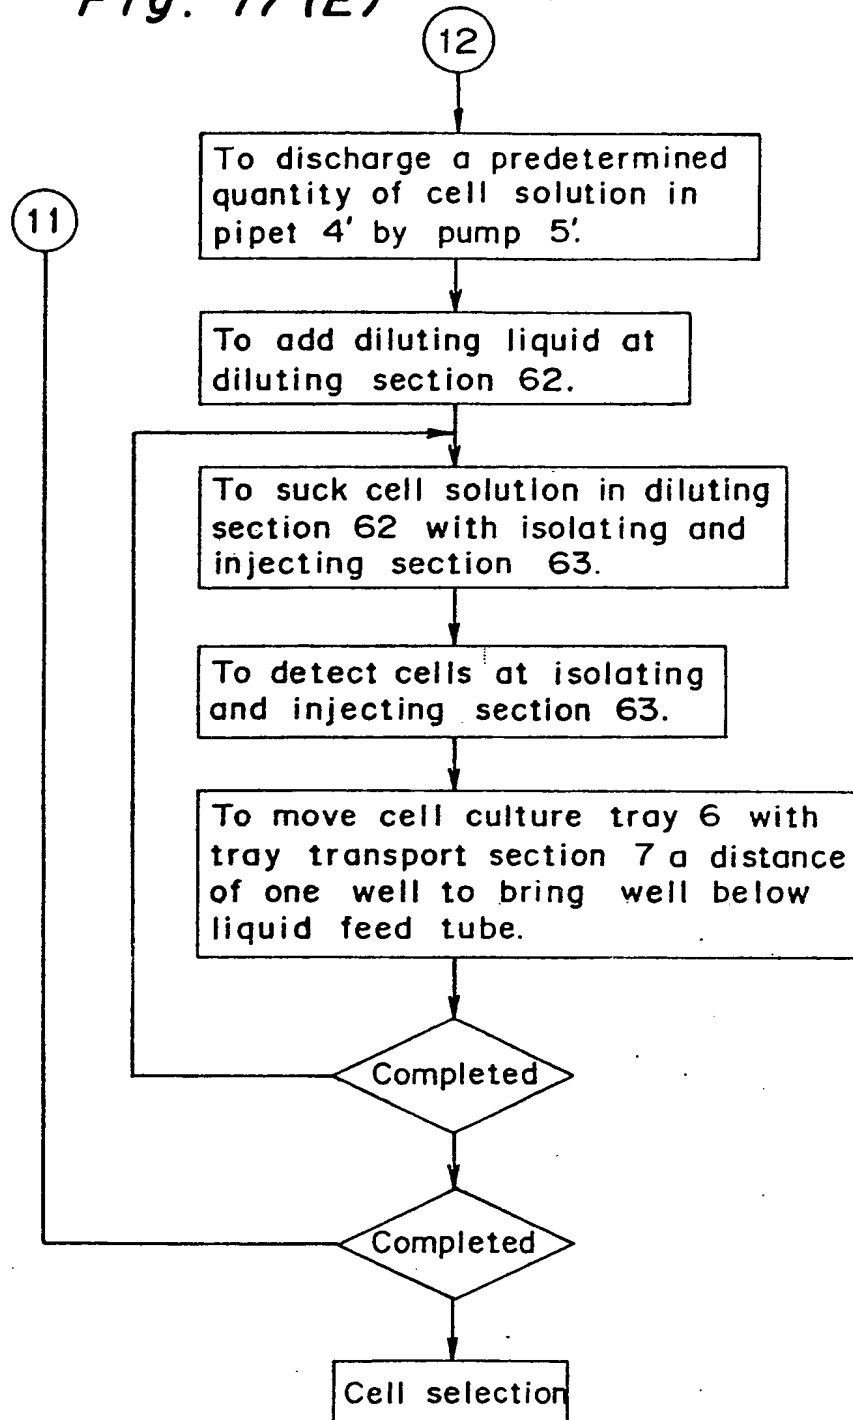 Fig. 17 (E)
12
To discharge a predetermined
quantity of cell solution in
pipet 4' by pump 5'.
11
To add diluting liquid at
diluting section 62.
To suck cell solution in diluting
section 62 with isolating and
injecting section 63.
To detect cells at isolating
and injecting section 63.
To move cell culture tray 6 with
tray transport section 7 a distance
of one well to bring well below
liquid feed tube.
Completed
Completed
Cell selection